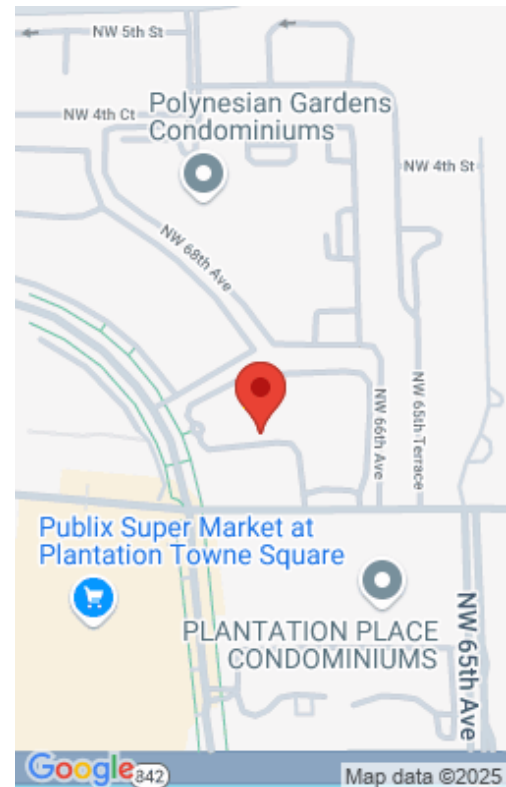 NW 5th St
Polynesian Gardens
Condominiums
NW 4th Ct
NW 4th St
NW 68th Ave
NW 66th Ave
NW 65th Terrace
Publix Super Market at
Plantation Towne Square
PLANTATION PLACE
CONDOMINIUMS
NW 65th Ave
Google
842
Map data ©2025